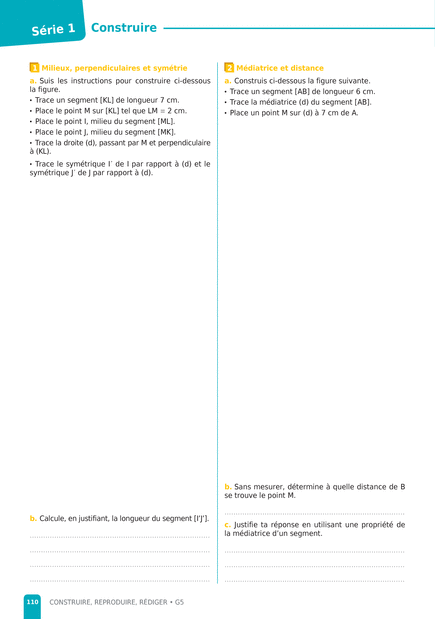 Série 1
Construire
1 Milieux, perpendiculaires et symétrie
a. Suis les instructions pour construire ci-dessous
la figure.
• Trace un segment [KL] de longueur 7 cm.
• Place le point M sur [KL] tel que LM = 2 cm.
• Place le point I, milieu du segment [ML].
• Place le point J, milieu du segment [MK].
• Trace la droite (d), passant par M et perpendiculaire
à (KL).
• Trace le symétrique I′ de I par rapport à (d) et le
symétrique J′ de J par rapport à (d).
b. Calcule, en justifiant, la longueur du segment [I′J′].
2 Médiatrice et distance
a. Construis ci-dessous la figure suivante.
• Trace un segment [AB] de longueur 6 cm.
• Trace la médiatrice (d) du segment [AB].
• Place un point M sur (d) à 7 cm de A.
b. Sans mesurer, détermine à quelle distance de B
se trouve le point M.
c. Justifie ta réponse en utilisant une propriété de
la médiatrice d'un segment.
110 CONSTRUIRE, REPRODUIRE, RÉDIGER • G5